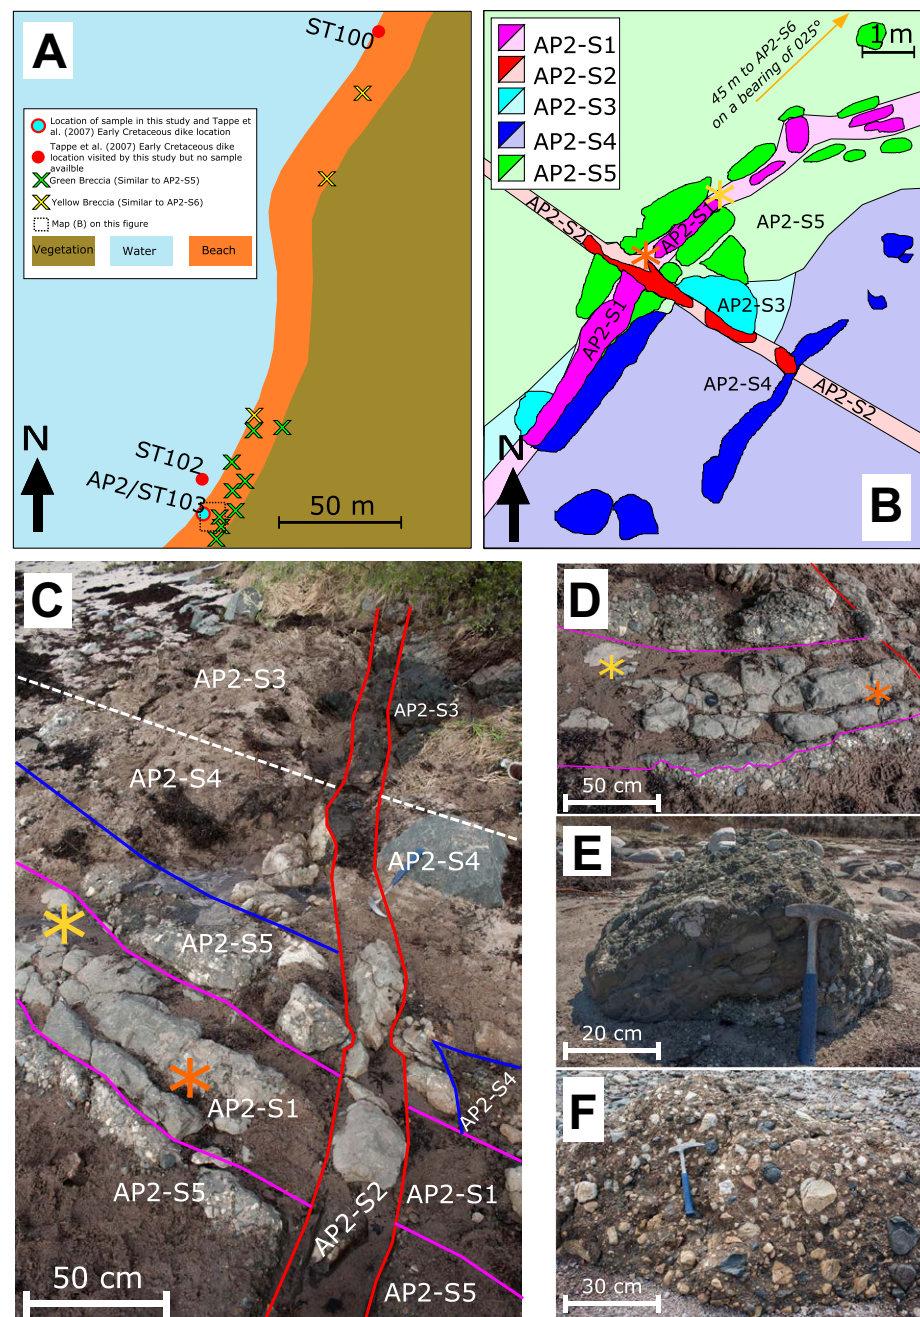 A
ST100
Location of sample in this study and Tappe et
al. (2007) Early Cretaceous dike location
Tappe et al. (2007) Early Cretaceous dike
location visited by this study but no sample
availble
Green Breccia (Similar to AP2-S5)
Yellow Breccia (Similar to AP2-S6)
Map (B) on this figure
Vegetation
Water
Beach
N
ST102
AP2/ST103
50 m
AP2-S1
AP2-S2
AP2-S3
AP2-S4
AP2-S5
45 m to AP2-S6
on a bearing of 025°
1 m
AP2-S2
AP2-S1
AP2-S5
AP2-S3
AP2-S1
AP2-S4
AP2-S2
N
B
C
AP2-S3
AP2-S3
AP2-S4
AP2-S4
AP2-S5
AP2-S4
AP2-S1
AP2-S5
AP2-S2
AP2-S1
AP2-S5
50 cm
D
50 cm
E
20 cm
F
30 cm